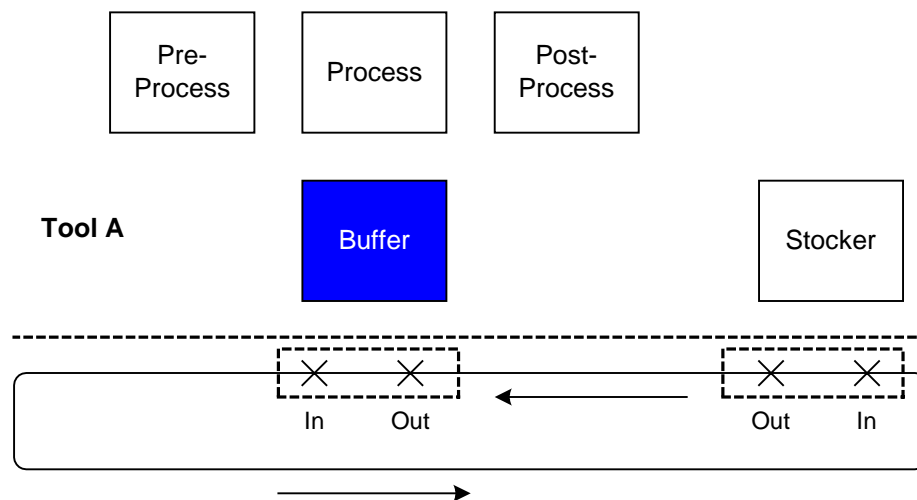 Pre-
Process
Process
Post-
Process
Tool A
Buffer
Stocker
In
Out
Out
In